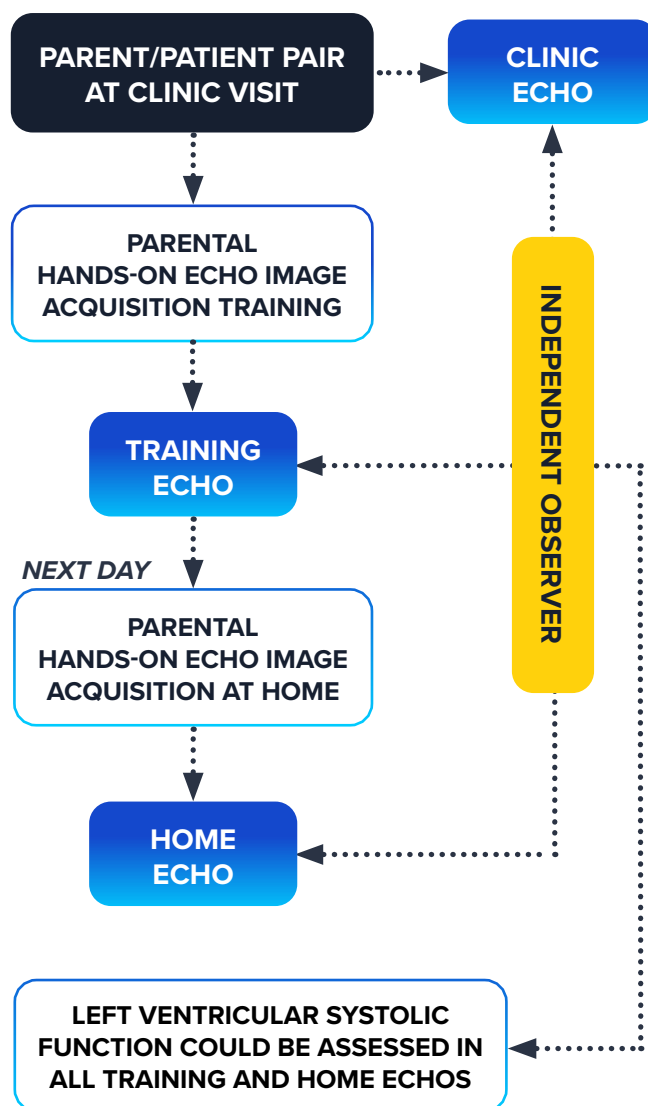 PARENT/PATIENT PAIR
AT CLINIC VISIT
CLINIC
ECHO
PARENTAL
HANDS-ON ECHO IMAGE
ACQUISITION TRAINING
INDEPENDENT OBSERVER
TRAINING
ECHO
NEXT DAY
PARENTAL
HANDS-ON ECHO IMAGE
ACQUISITION AT HOME
HOME
ECHO
LEFT VENTRICULAR SYSTOLIC
FUNCTION COULD BE ASSESSED IN
ALL TRAINING AND HOME ECHOS